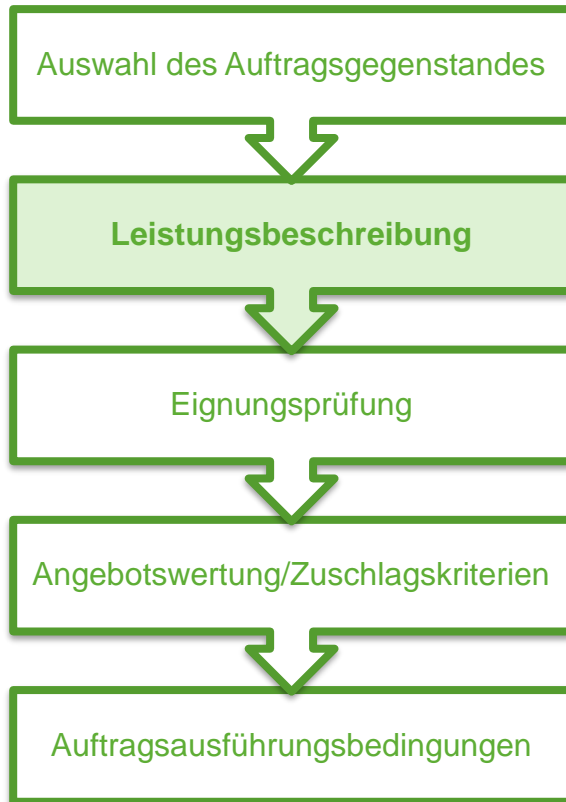 Auswahl des Auftragsgegenstandes
Leistungsbeschreibung
Eignungsprüfung
Angebotswertung/Zuschlagskriterien
Auftragsausführungsbedingungen